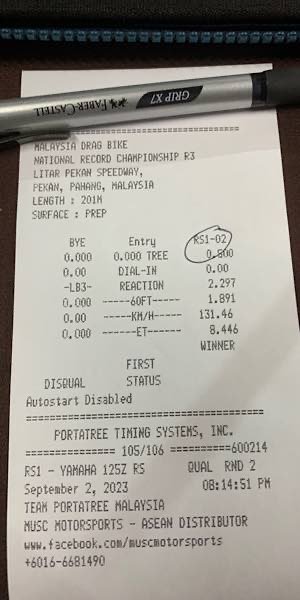 FABER-CASTELL GRIP X7
MALAYSIA DRAG BIKE
NATIONAL RECORD CHAMPIONSHIP R3
LITAR PEKAN SPEEDWAY,
PEKAN, PAHANG, MALAYSIA
LENGTH : 201M
SURFACE : PREP
BYE Entry RS1-02
0.000 0.000 TREE 0.500
0.00 DIAL-IN 0.00
-LB3- REACTION 2.297
0.000 ------60FT------ 1.891
0.00 -----KM/H------ 131.46
0.000 ------ET------- 8.446
WINNER
FIRST
DISQUAL STATUS
Autostart Disabled
========================================
PORTATREE TIMING SYSTEMS, INC.
============== 105/106 ==========600214
RS1 - YAMAHA 125Z RS QUAL RND 2
September 2, 2023 08:14:51 PM
TEAM PORTATREE MALAYSIA
MUSC MOTORSPORTS - ASEAN DISTRIBUTOR
www.facebook.com/muscmotorsports
+6016-6681490